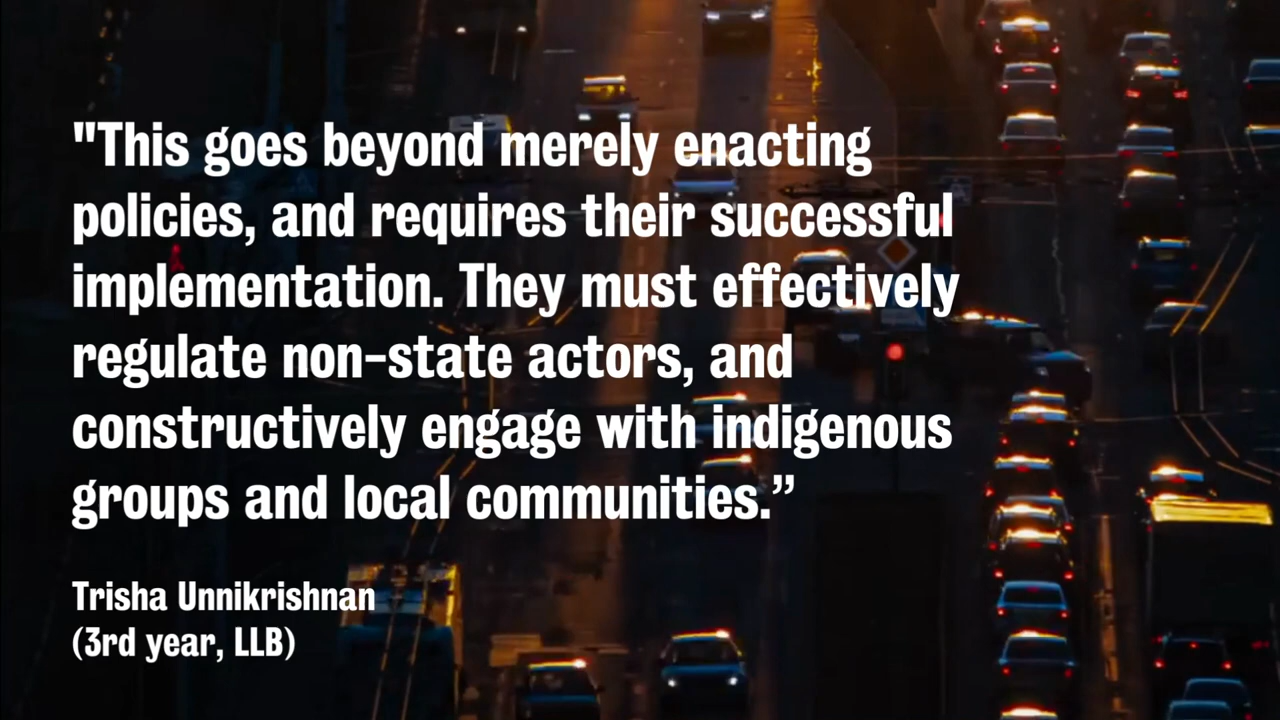 "This goes beyond merely enacting
policies, and requires their successful
implementation. They must effectively
regulate non-state actors, and
constructively engage with indigenous
groups and local communities.”
Trisha Unnikrishnan
(3rd year, LLB)